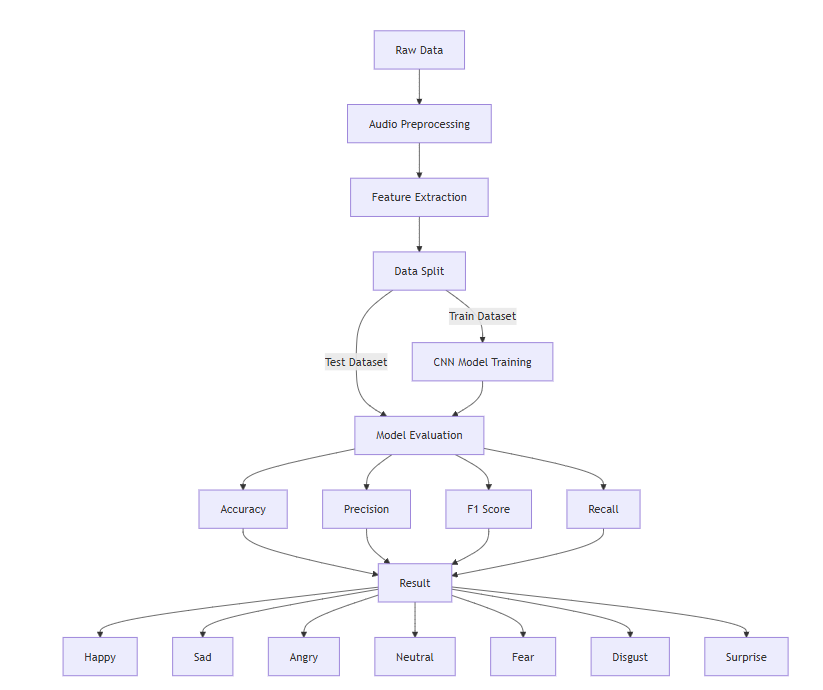 Raw Data
Audio Preprocessing
Feature Extraction
Data Split
Train Dataset
Test Dataset
CNN Model Training
Model Evaluation
Accuracy
Precision
F1 Score
Recall
Result
Happy
Sad
Angry
Neutral
Fear
Disgust
Surprise